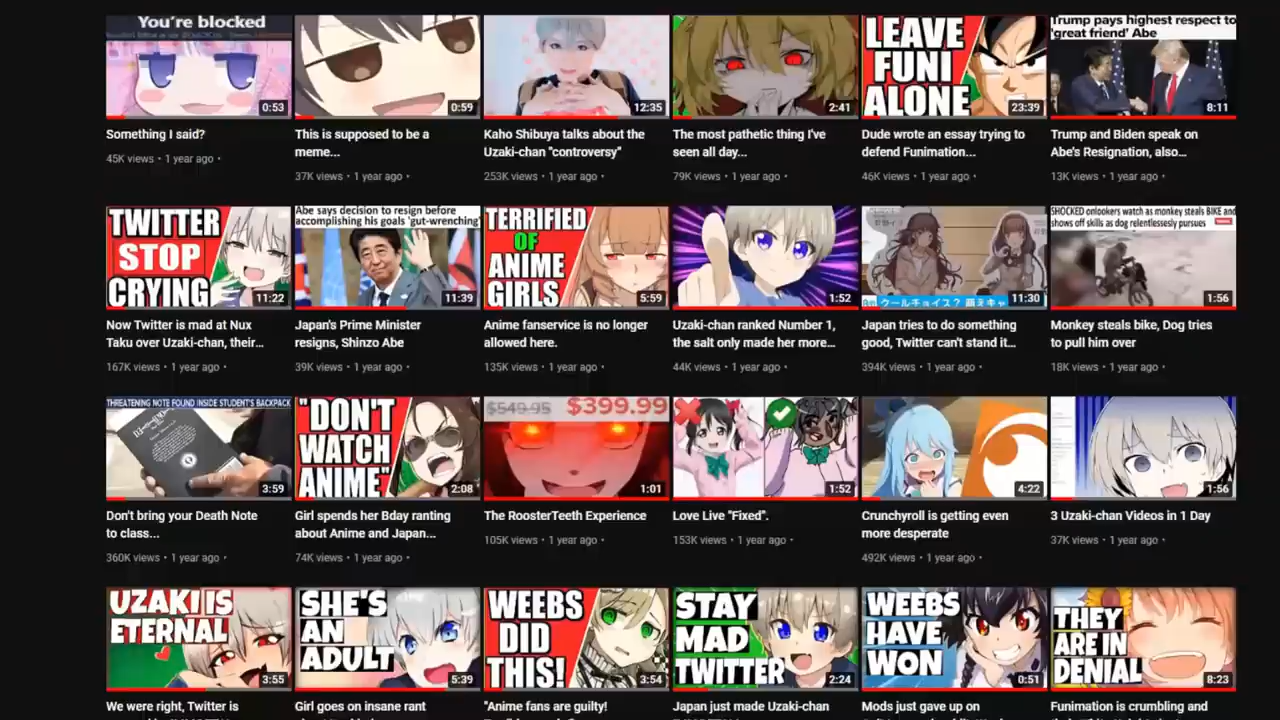 You're blocked
0:53
0:59
12:35
2:41
LEAVE
FUNI
ALONE
23:39
Trump pays highest respect to
'great friend' Abe
8:11
Something I said?
45K views • 1 year ago •
This is supposed to be a
meme...
37K views • 1 year ago •
Kaho Shibuya talks about the
Uzaki-chan "controversy"
253K views • 1 year ago •
The most pathetic thing I've
seen all day...
79K views • 1 year ago •
Dude wrote an essay trying to
defend Funimation...
46K views • 1 year ago •
Trump and Biden speak on
Abe's Resignation, also...
13K views • 1 year ago •
TWITTER
STOP
CRYING
11:22
Abe says decision to resign before
accomplishing his goals 'gut-wrenching'
11:39
TERRIFIED
OF
ANIME
GIRLS
5:59
1:52
クールチョイス? 萌えキャ
11:30
SHOCKED onlookers watch as monkey steals BIKE and
shows off skills as dog relentlessly pursues
1:56
Now Twitter is mad at Nux
Taku over Uzaki-chan, their...
167K views • 1 year ago •
Japan's Prime Minister
resigns, Shinzo Abe
39K views • 1 year ago •
Anime fanservice is no longer
allowed here.
135K views • 1 year ago •
Uzaki-chan ranked Number 1,
the salt only made her more...
44K views • 1 year ago •
Japan tries to do something
good, Twitter can't stand it...
394K views • 1 year ago •
Monkey steals bike, Dog tries
to pull him over
18K views • 1 year ago •
THREATENING NOTE FOUND INSIDE STUDENT'S BACKPACK
3:59
"DON'T
WATCH
ANIME"
2:08
$549.95 $399.99
1:01
1:52
4:22
1:56
Don't bring your Death Note
to class...
360K views • 1 year ago •
Girl spends her Bday ranting
about Anime and Japan...
74K views • 1 year ago •
The RoosterTeeth Experience
105K views • 1 year ago •
Love Live "Fixed".
153K views • 1 year ago •
Crunchyroll is getting even
more desperate
492K views • 1 year ago •
3 Uzaki-chan Videos in 1 Day
37K views • 1 year ago •
UZAKI IS
ETERNAL
3:55
SHE'S
AN
ADULT
5:39
WEEBS
DID
THIS!
3:54
STAY
MAD
TWITTER
2:24
WEEBS
HAVE
WON
0:51
THEY
ARE IN
DENIAL
8:23
We were right, Twitter is
Girl goes on insane rant
"Anime fans are guilty!
Japan just made Uzaki-chan
Mods just gave up on
Funimation is crumbling and